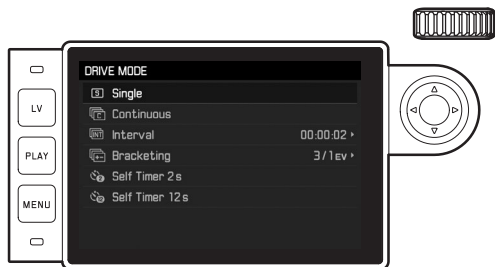 DRIVE MODE
S Single
C Continuous
INT Interval 00:00:02
Bracketing 3/1EV
Self Timer 2s
Self Timer 12s
LV
PLAY
MENU